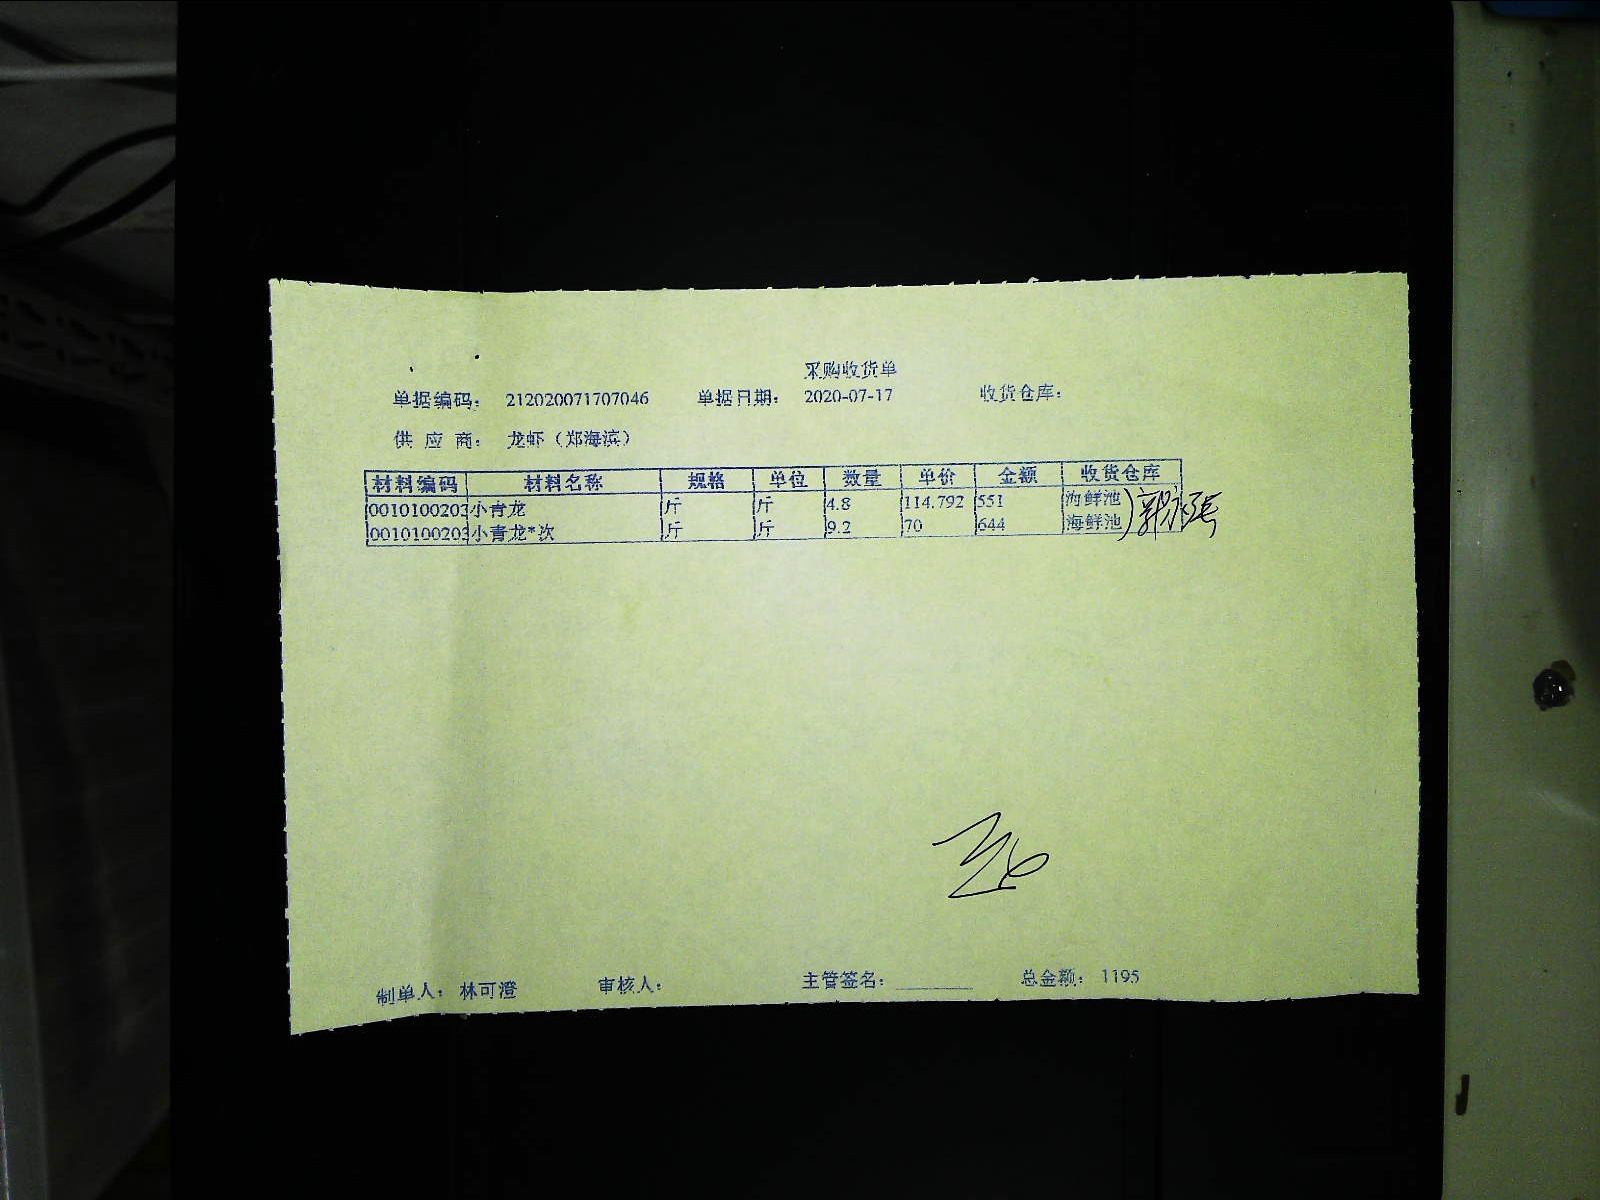 采购收货单
单据编码： 212020071707046 单据日期： 2020-07-17 收货仓库：
供 应 商： 龙虾（郑海滨）
材料编码 材料名称 规格 单位 数量 单价 金额 收货仓库
0010100203 小青龙 斤 斤 4.8 114.792 551 海鲜池
0010100203 小青龙*次 斤 斤 9.2 70 644 海鲜池
制单人： 林可澄 审核人： 主管签名： 总金额： 1195